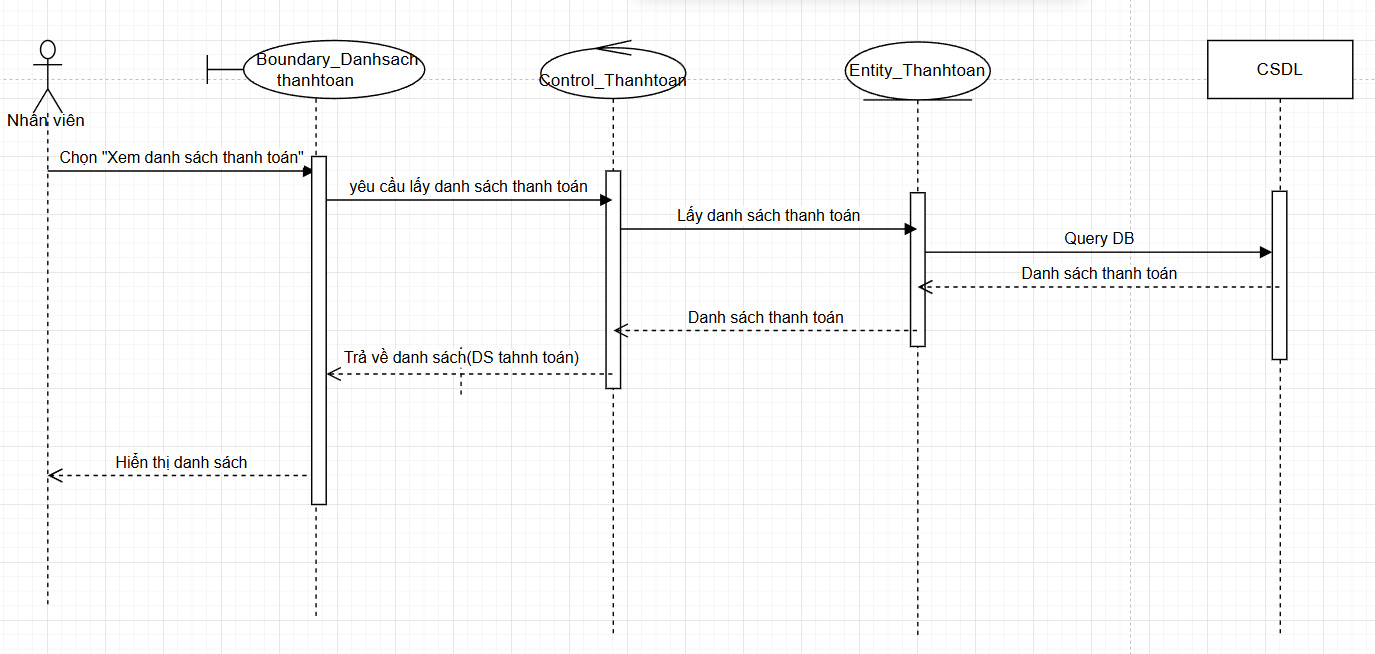 Boundary_Danhsach
thanhtoan
Control_Thanhtoan
Entity_Thanhtoan
CSDL
Nhân viên
Chọn "Xem danh sách thanh toán"
yêu cầu lấy danh sách thanh toán
Lấy danh sách thanh toán
Query DB
Danh sách thanh toán
Danh sách thanh toán
Trả về danh sách(DS tahnh toán)
Hiển thị danh sách